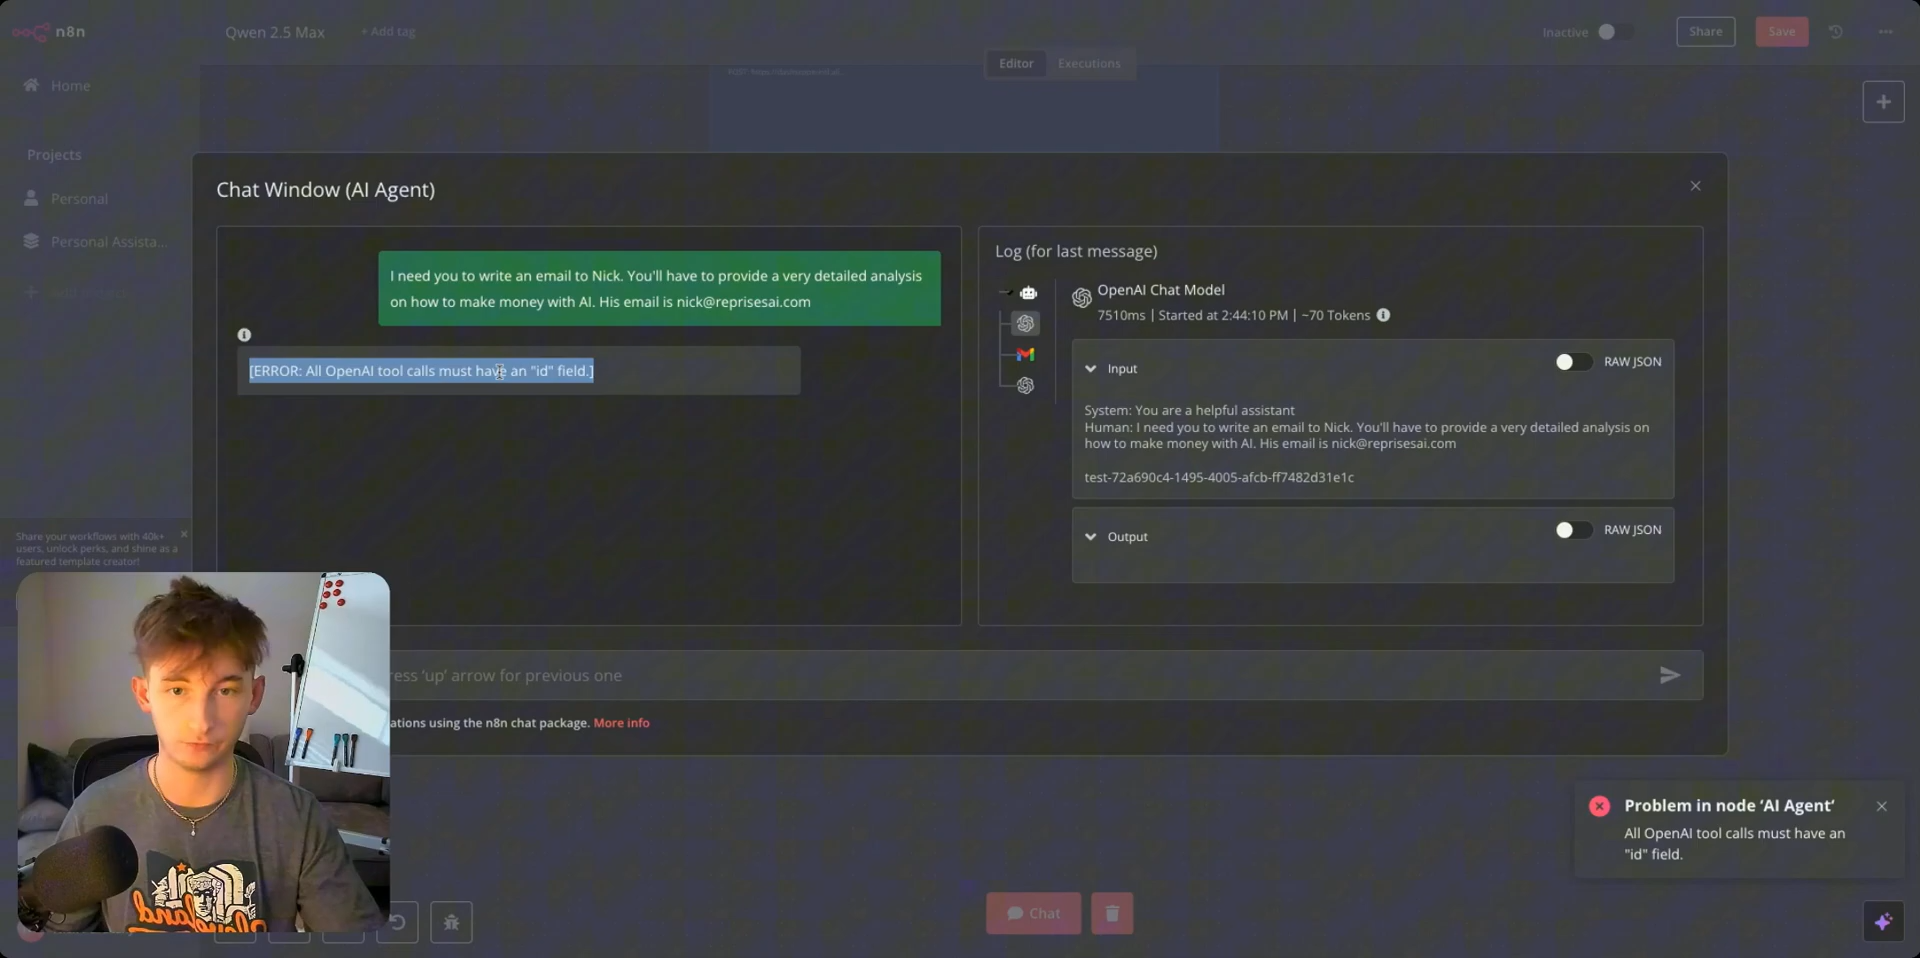 n8n
Qwen 2.5 Max
+ Add tag
Inactive
Share
Save
Editor
Executions
Home
Projects
Personal
Personal Assista...
Chat Window (AI Agent)
I need you to write an email to Nick. You'll have to provide a very detailed analysis
on how to make money with AI. His email is nick@reprisesai.com
[ERROR: All OpenAI tool calls must have an "id" field.]
Log (for last message)
OpenAI Chat Model
7510ms | Started at 2:44:10 PM | ~70 Tokens
Input
RAW JSON
System: You are a helpful assistant
Human: I need you to write an email to Nick. You'll have to provide a very detailed analysis on
how to make money with AI. His email is nick@reprisesai.com
test-72a690c4-1495-4005-afcb-ff7482d31e1c
Output
RAW JSON
Share your workflows with 40k+
users, unlock perks, and shine as a
featured template creator!
'up' arrow for previous one
using the n8n chat package. More info
Problem in node ‘AI Agent’
All OpenAI tool calls must have an
"id" field.
Chat